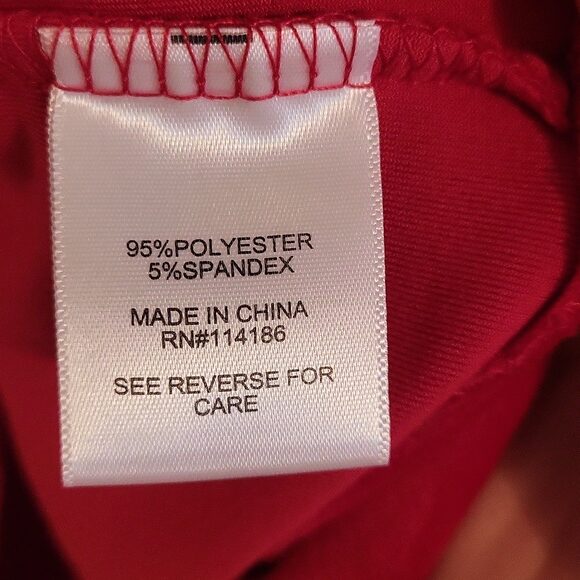 95%POLYESTER
5%SPANDEX
MADE IN CHINA
RN#114186
SEE REVERSE FOR
CARE